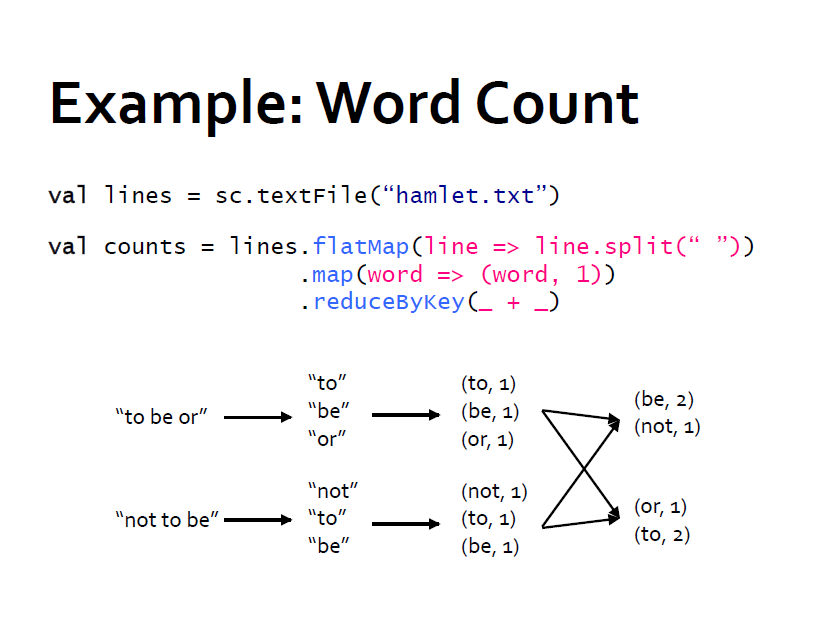 Example: Word Count
val lines = sc.textFile(“hamlet.txt”)
val counts = lines.flatMap(line => line.split(“ ”))
.map(word => (word, 1))
.reduceByKey(_ + _)
“to be or”
“to”
“be”
“or”
(to, 1)
(be, 1)
(or, 1)
(be, 2)
(not, 1)
“not to be”
“not”
“to”
“be”
(not, 1)
(to, 1)
(be, 1)
(or, 1)
(to, 2)